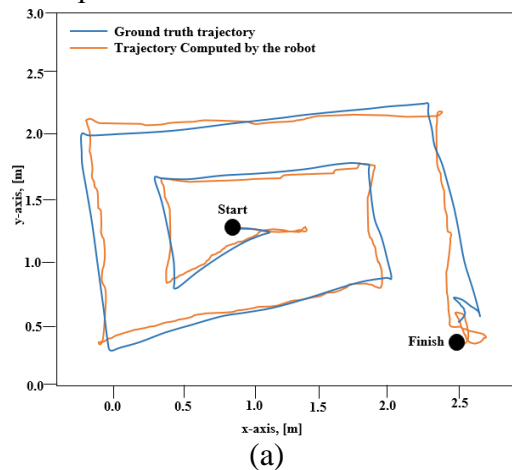 3.0
Ground truth trajectory
Trajectory Computed by the robot
2.5
2.0
1.5
Start
y-axis, [m]
1.0
0.5
Finish
0.0
0.0 0.5 1.0 1.5 2.0 2.5
x-axis, [m]
(a)